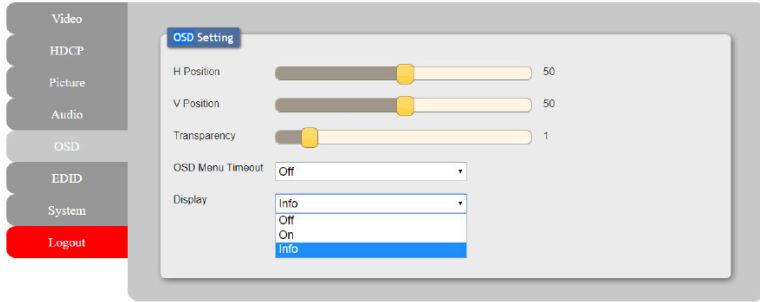 Video
HDCP
Picture
Audio
OSD
EDID
System
Logout
OSD Setting
H Position 50
V Position 50
Transparency 1
OSD Menu Timeout Off
Display Info
Off
On
Info